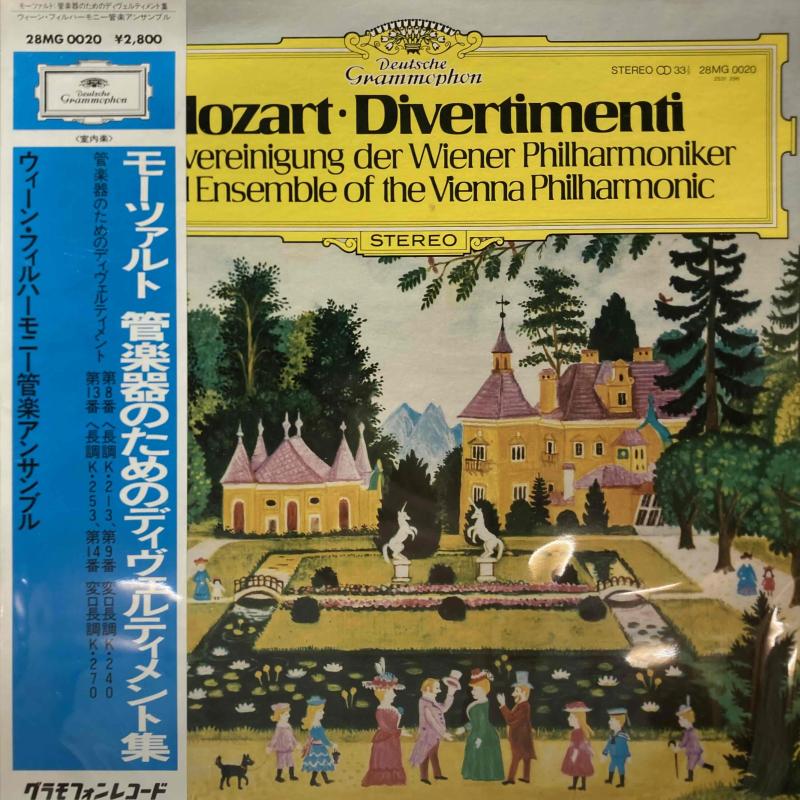 モーツァルト:管楽器のためのディヴェルティメント集
ウィーン・フィルハーモニー管楽アンサンブル
28MG 0020 ¥2,800
Deutsche
Grammophon
〈室内楽〉
モーツァルト 管楽器のためのディヴェルティメント集
管楽器のためのディヴェルティメント
第8番 ヘ長調K・213、第9番 変ロ長調K・240
第13番 ヘ長調K・253、第14番 変ロ長調K・270
ウィーン・フィルハーモニー管楽アンサンブル
グラモフォンレコード
Deutsche
Grammophon
STEREO 33⅓ 28MG 0020
2531 296
Mozart · Divertimenti
vereinigung der Wiener Philharmoniker
Ensemble of the Vienna Philharmonic
STEREO